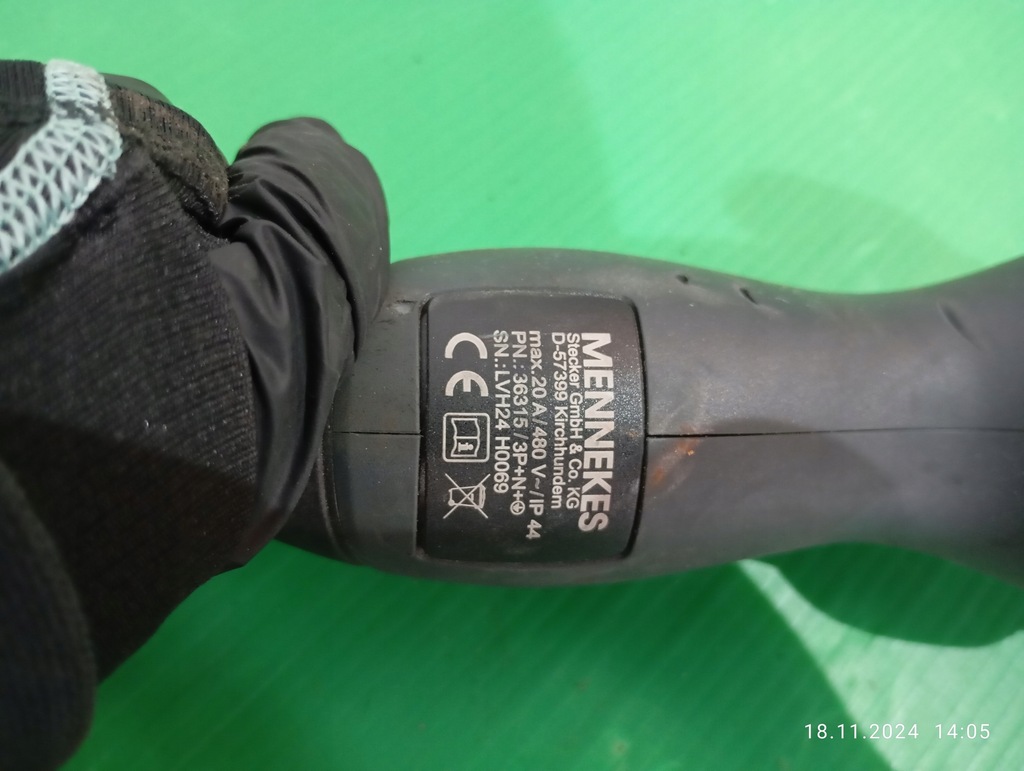 MENNEKES
Stecker GmbH & Co. KG
D-57399 Kirchhundem
max. 20 A/480 V~/IP 44
PN.: 36315 / 3P+N+⏚
SN.:LVH24 H0069
CE
18.11.2024 14:05